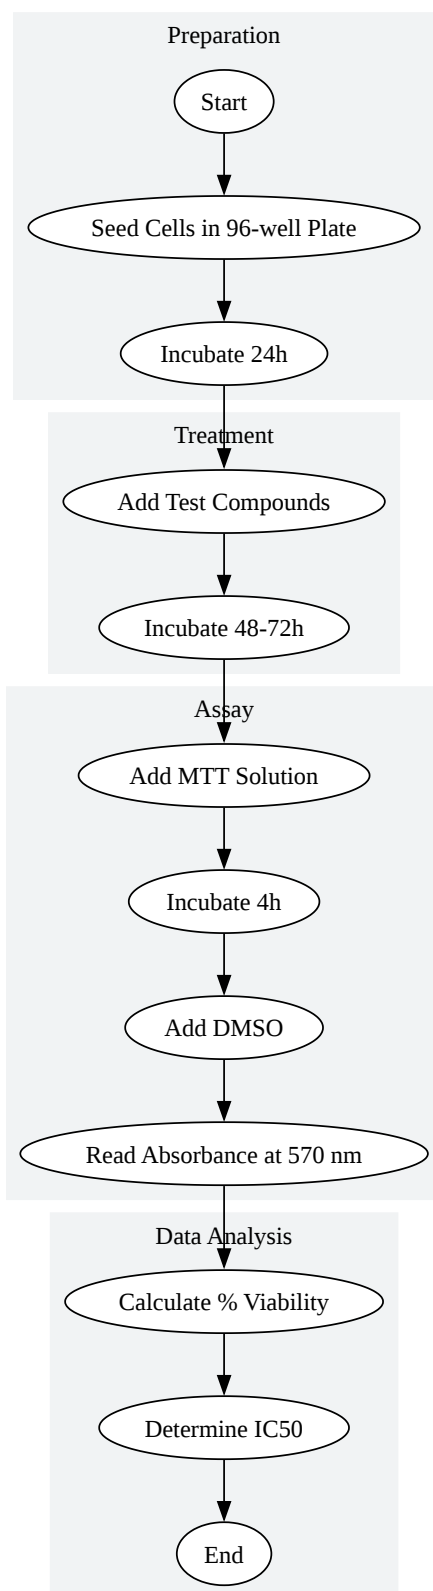 Preparation
Start
Seed Cells in 96-well Plate
Incubate 24h
Treatment
Add Test Compounds
Incubate 48-72h
Assay
Add MTT Solution
Incubate 4h
Add DMSO
Read Absorbance at 570 nm
Data Analysis
Calculate % Viability
Determine IC50
End